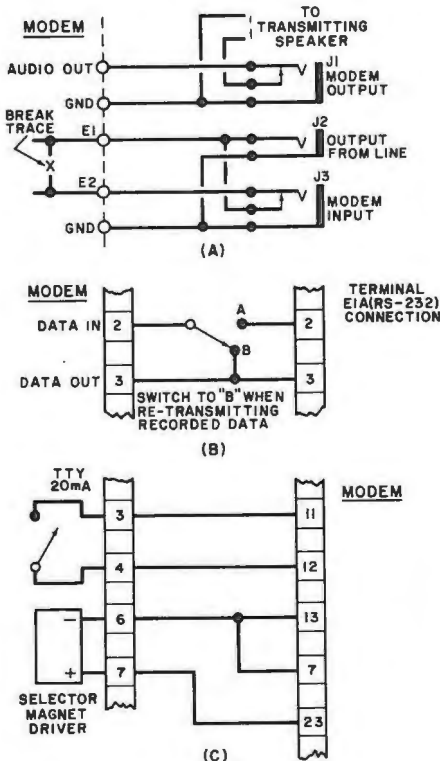 MODEM
TO
TRANSMITTING
SPEAKER
AUDIO OUT
J1
MODEM
OUTPUT
GND
BREAK
TRACE
E1
J2
OUTPUT
FROM LINE
X
E2
J3
MODEM
INPUT
GND
(A)
MODEM
TERMINAL
EIA(RS-232)
CONNECTION
DATA IN
2
A
2
B
DATA OUT
3
3
SWITCH TO "B" WHEN
RE-TRANSMITTING
RECORDED DATA
(B)
TTY
20mA
MODEM
3
11
4
12
−
6
13
+
7
7
SELECTOR
MAGNET
DRIVER
23
(C)